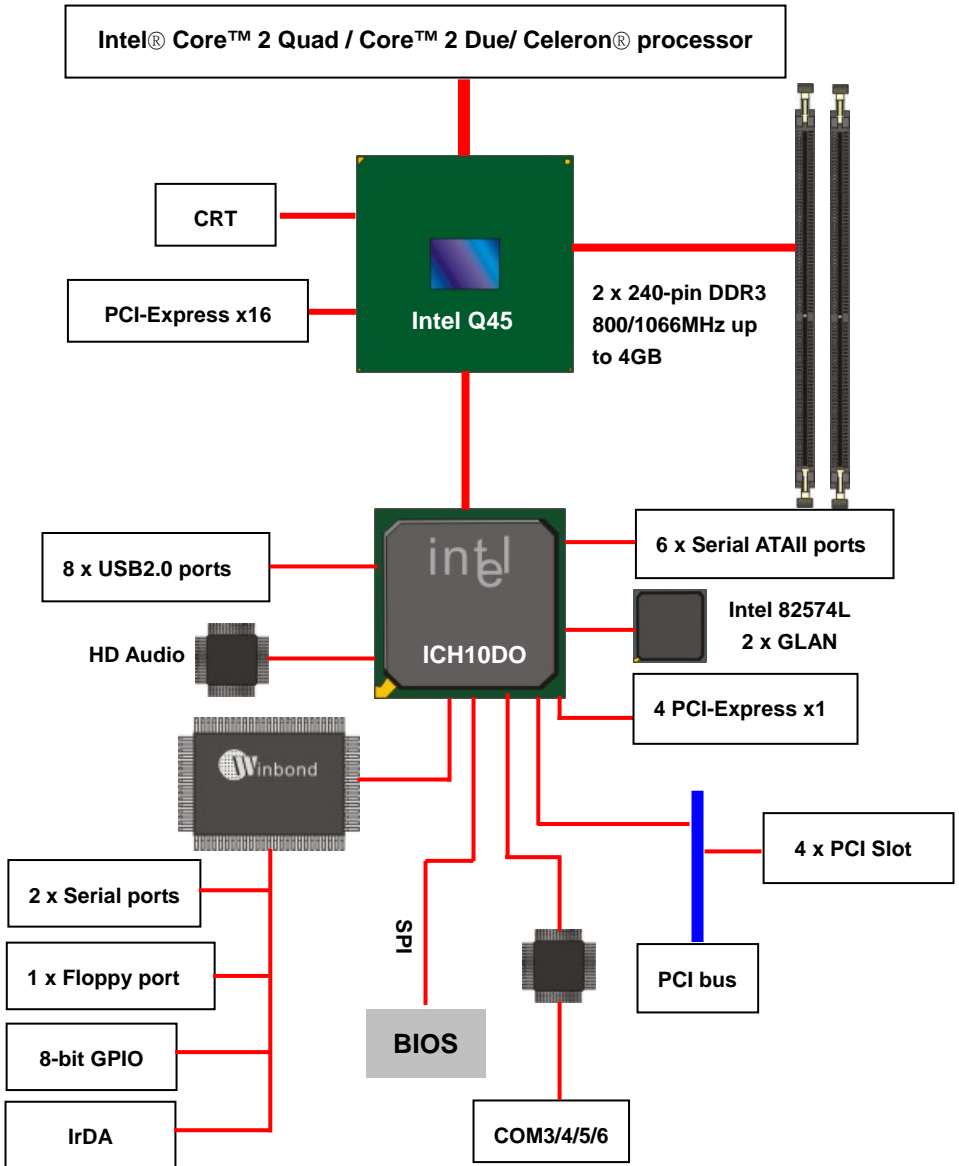 Intel® Core™ 2 Quad / Core™ 2 Due/ Celeron® processor
CRT
PCI-Express x16
Intel Q45
2 x 240-pin DDR3
800/1066MHz up
to 4GB
8 x USB2.0 ports
intel
ICH10DO
6 x Serial ATAII ports
HD Audio
Intel 82574L
2 x GLAN
4 PCI-Express x1
Winbond
4 x PCI Slot
2 x Serial ports
SPI
1 x Floppy port
PCI bus
BIOS
8-bit GPIO
IrDA
COM3/4/5/6